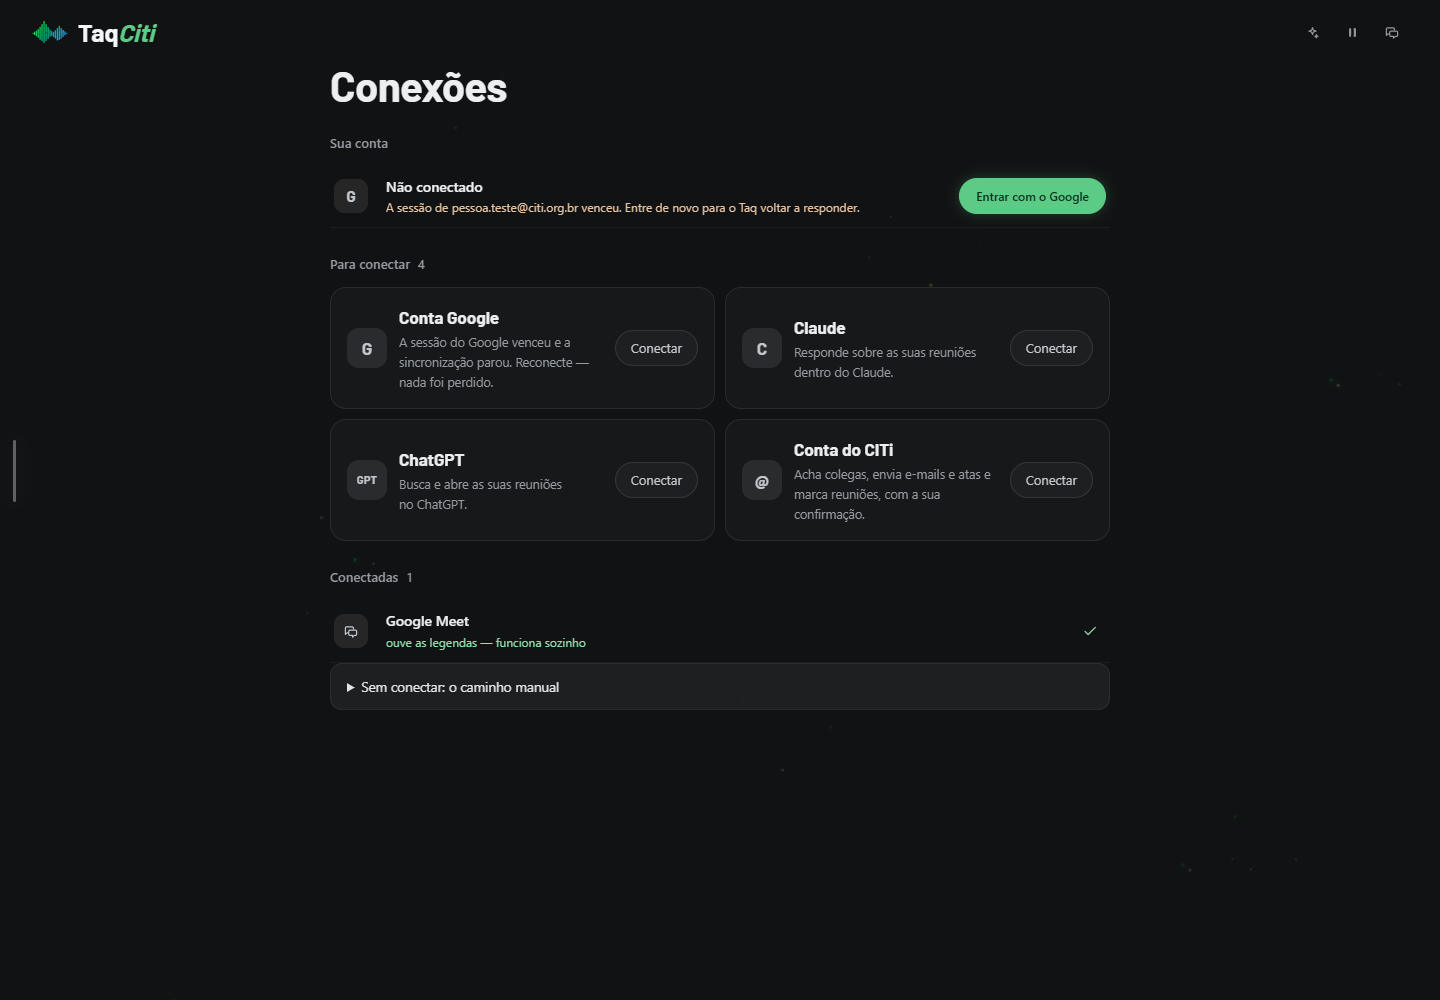 TaqCiti
Conexões
Sua conta
G
Não conectado
A sessão de pessoa.teste@citi.org.br venceu. Entre de novo para o Taq voltar a responder.
Entrar com o Google
Para conectar 4
G
Conta Google
A sessão do Google venceu e a
sincronização parou. Reconecte —
nada foi perdido.
Conectar
C
Claude
Responde sobre as suas reuniões
dentro do Claude.
Conectar
GPT
ChatGPT
Busca e abre as suas reuniões
no ChatGPT.
Conectar
@
Conta do CITi
Acha colegas, envia e-mails e atas e
marca reuniões, com a sua
confirmação.
Conectar
Conectadas 1
Google Meet
ouve as legendas — funciona sozinho
Sem conectar: o caminho manual